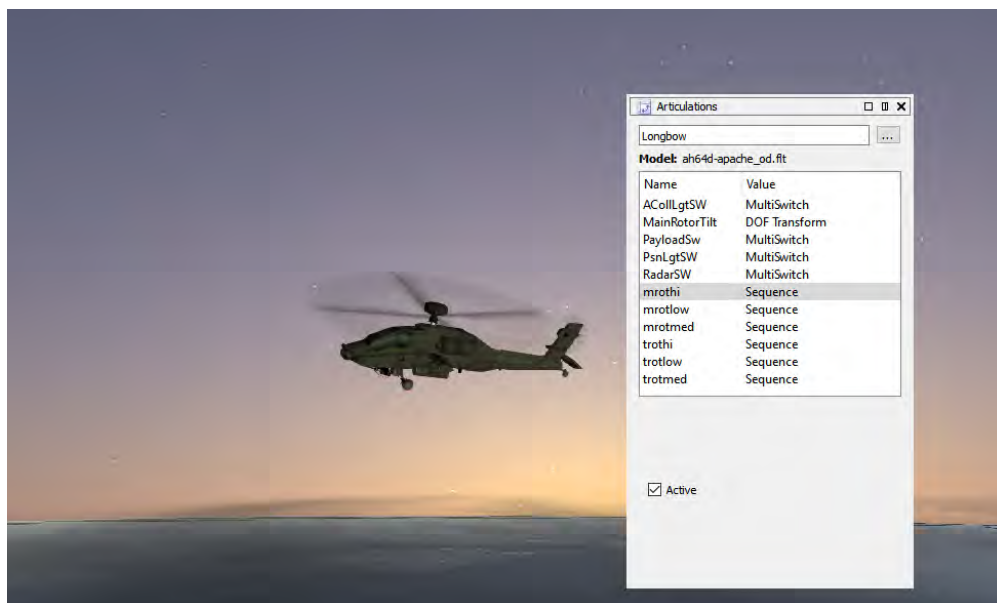 Articulations
Longbow
...
Model: ah64d-apache_od.flt
Name Value
ACollLgtSW MultiSwitch
MainRotorTilt DOF Transform
PayloadSw MultiSwitch
PsnLgtSW MultiSwitch
RadarSW MultiSwitch
mrothi Sequence
mrotlow Sequence
mrotmed Sequence
trothi Sequence
trotlow Sequence
trotmed Sequence
Active